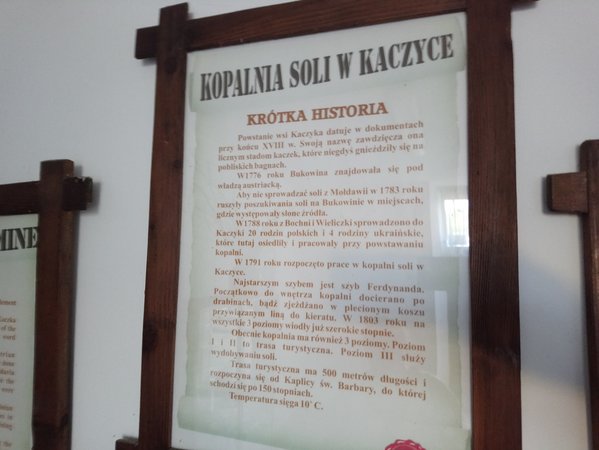 KOPALNIA SOLI W KACZYCE
KRÓTKA HISTORIA
Powstanie wsi Kaczyka datuje w dokumentach
przy końcu XVIII w. Swoją nazwę zawdzięcza ona
licznym stadom kaczek, które niegdyś gnieździły się na
pobliskich bagnach.
W1776 roku Bukowina znajdowała się pod
władzą austriacką.
Aby nie sprowadzać soli z Mołdawii w 1783 roku
ruszyły poszukiwania soli na Bukowinie w miejscach,
gdzie występowały słone źródła.
W1788 roku z Bochni i Wieliczki sprowadzono do
Kaczyki 20 rodzin polskich i 4 rodziny ukraińskie,
które tutaj osiedliły i pracowały przy powstawaniu
kopalni.
W 1791 roku rozpoczęto prace w kopalni soli w
Kaczyce.
Najstarszym szybem jest szyb Ferdynanda.
Początkowo do wnętrza kopalni docierano po
drabinach, bądź zjeżdżano w plecionym koszu
przywiązanym liną do kieratu. W 1803 roku na
wszystkie 3 poziomy wiodły już szerokie stopnie.
Obecnie kopalnia ma również 3 poziomy. Poziom
I i II to trasa turystyczna. Poziom III służy
wydobywaniu soli.
Trasa turystyczna ma 500 metrów długości i
rozpoczyna się od Kaplicy św. Barbary, do której
schodzi się po 150 stopniach.
Temperatura sięga 10° C.
MINE